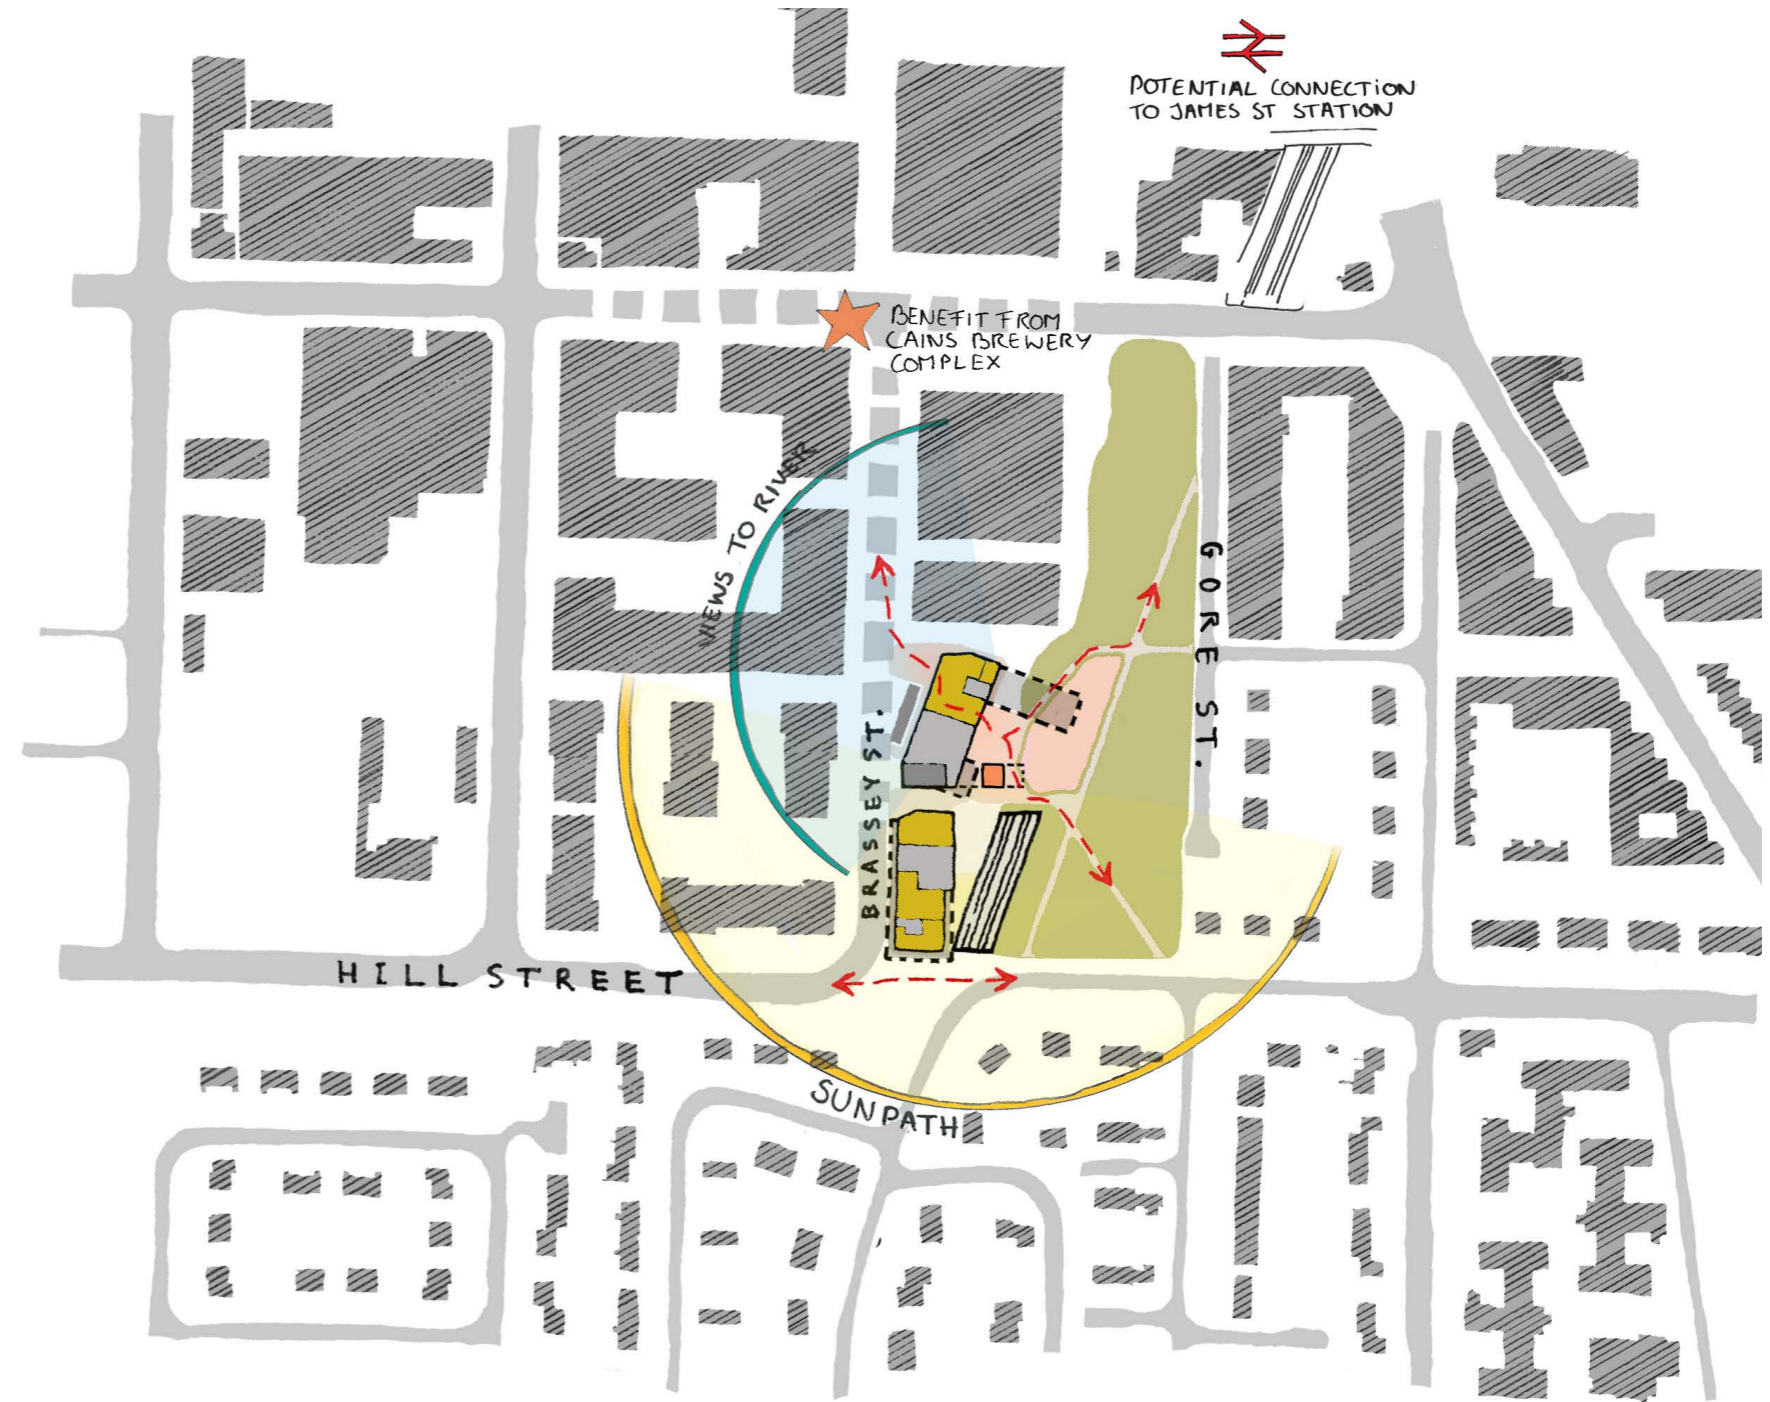 POTENTIAL CONNECTION
TO JAMES ST STATION
BENEFIT FROM
CAINS BREWERY
COMPLEX
VIEWS TO RIVER
GORE ST.
BRASSEY ST.
HILL STREET
SUNPATH